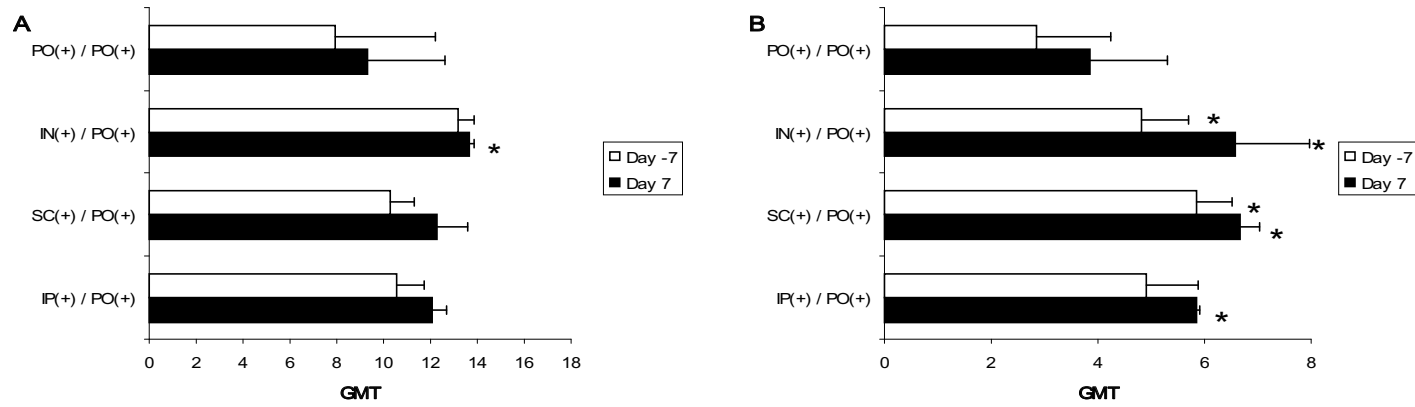 A
PO(+) / PO(+)
IN(+) / PO(+)
*
SC(+) / PO(+)
IP(+) / PO(+)
0 2 4 6 8 10 12 14 16 18
GMT
Day -7
Day 7
B
PO(+) / PO(+)
IN(+) / PO(+)
*
*
SC(+) / PO(+)
*
*
IP(+) / PO(+)
*
0 2 4 6 8
GMT
Day -7
Day 7